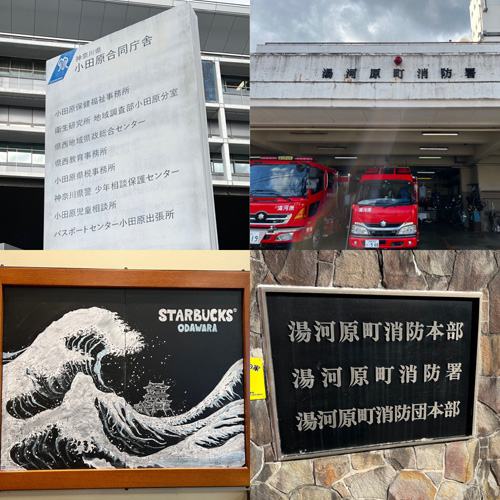 神奈川県
小田原合同庁舎
小田原保健福祉事務所
衛生研究所 地域調査部小田原分室
県西地域県政総合センター
県西教育事務所
小田原県税事務所
神奈川県警 少年相談保護センター
小田原児童相談所
パスポートセンター小田原出張所
湯河原町消防署
湯河原
湯河原
STARBUCKS®
ODAWARA
湯河原町消防本部
湯河原町消防署
湯河原町消防団本部